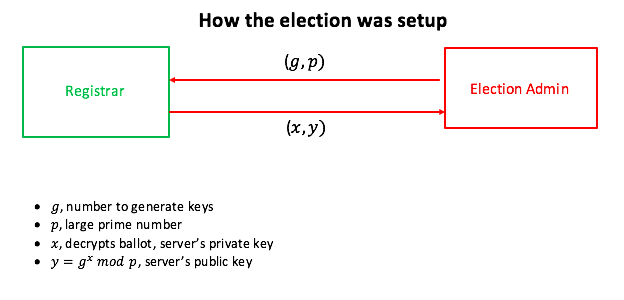 How the election was setup
(g,p)
Registrar
Election Admin
(x,y)
• g, number to generate keys
• p, large prime number
• x, decrypts ballot, server's private key
• y = gˣ mod p, server's public key